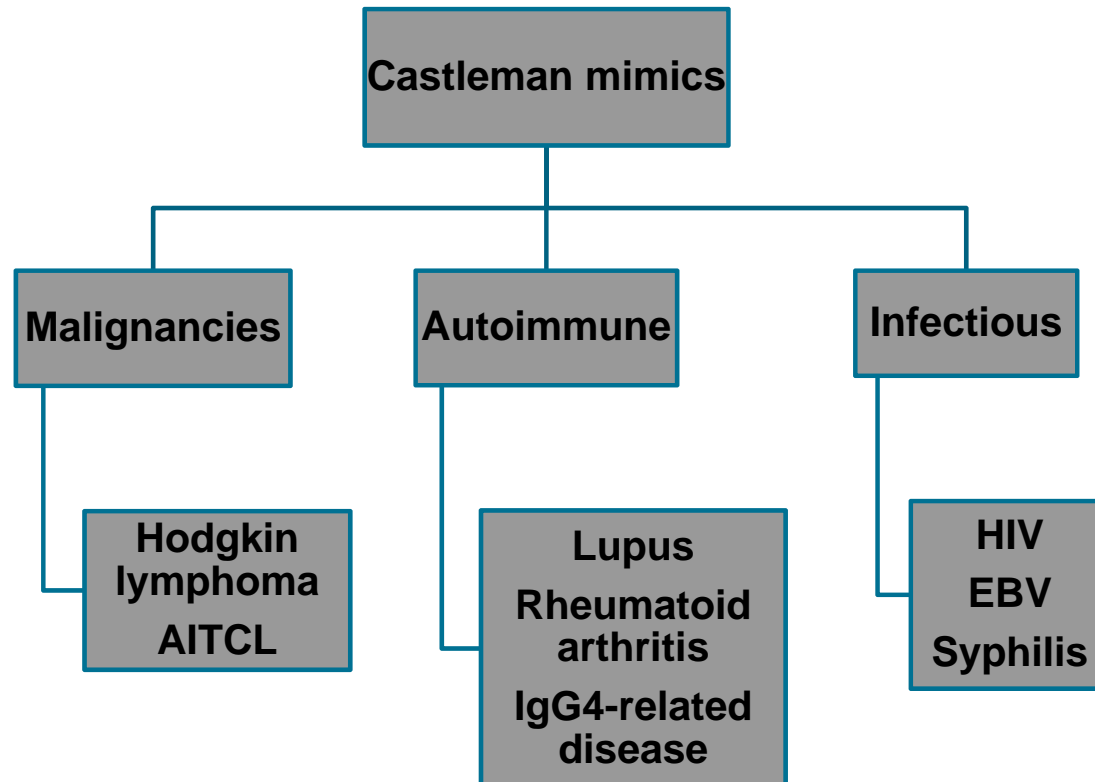 Castleman mimics
Malignancies
Autoimmune
Infectious
Hodgkin
lymphoma
AITCL
Lupus
Rheumatoid
arthritis
IgG4-related
disease
HIV
EBV
Syphilis